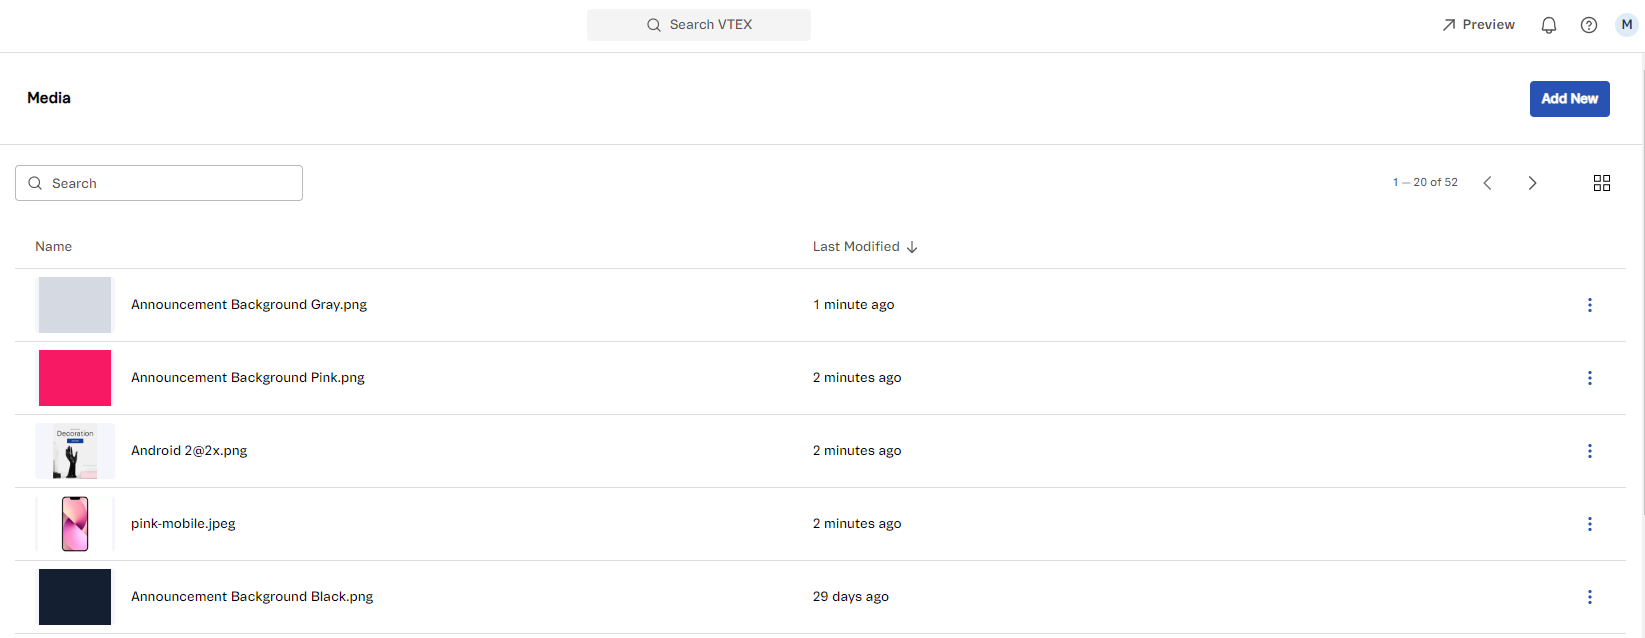 Search VTEX
Preview
M
Media
Add New
Search
1 — 20 of 52
Name
Last Modified
Announcement Background Gray.png
1 minute ago
Announcement Background Pink.png
2 minutes ago
Decoration
Android 2@2x.png
2 minutes ago
pink-mobile.jpeg
2 minutes ago
Announcement Background Black.png
29 days ago